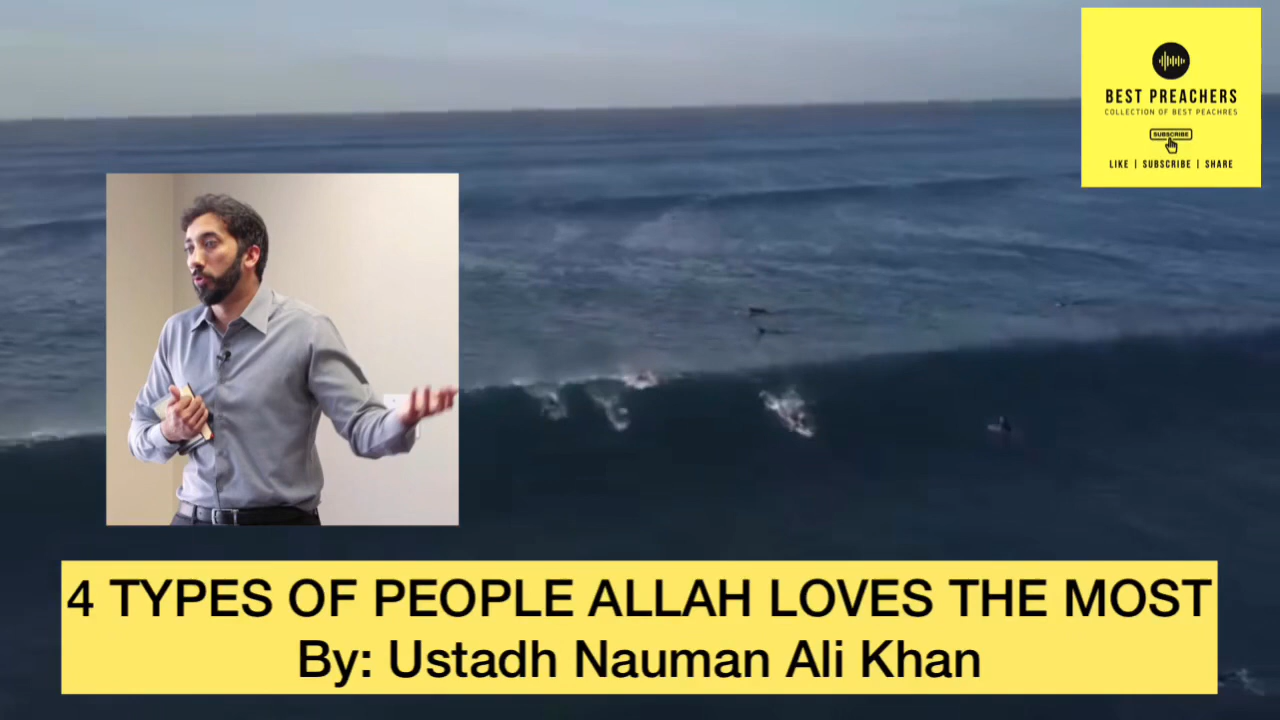 BEST PREACHERS
COLLECTION OF BEST PEACHRES
SUBSCRIBE
LIKE | SUBSCRIBE | SHARE
4 TYPES OF PEOPLE ALLAH LOVES THE MOST
By: Ustadh Nauman Ali Khan